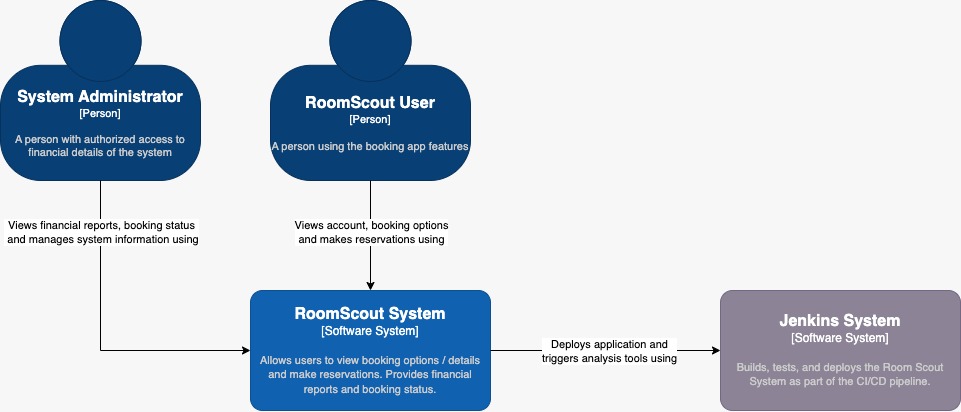 System Administrator
[Person]
A person with authorized access to
financial details of the system
RoomScout User
[Person]
A person using the booking app features
Views financial reports, booking status
and manages system information using
Views account, booking options
and makes reservations using
RoomScout System
[Software System]
Allows users to view booking options / details
and make reservations. Provides financial
reports and booking status.
Deploys application and
triggers analysis tools using
Jenkins System
[Software System]
Builds, tests, and deploys the Room Scout
System as part of the CI/CD pipeline.